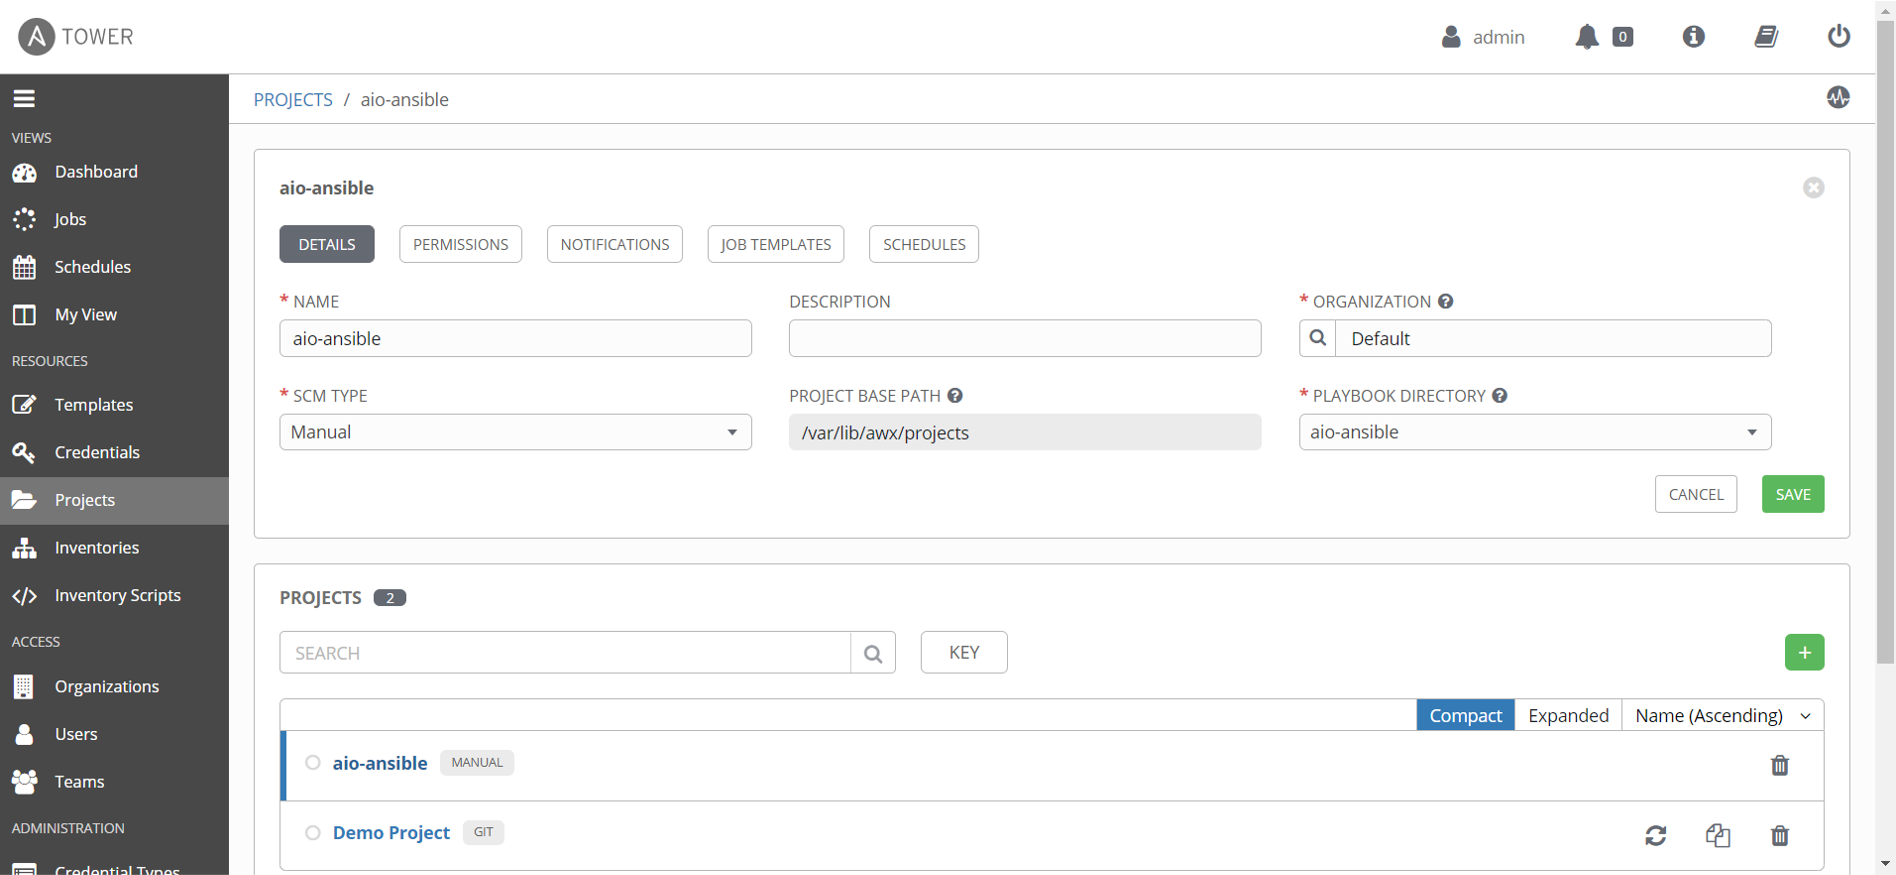 TOWER
admin
0
PROJECTS / aio-ansible
VIEWS
Dashboard
Jobs
Schedules
My View
RESOURCES
Templates
Credentials
Projects
Inventories
Inventory Scripts
ACCESS
Organizations
Users
Teams
ADMINISTRATION
Credential Types
aio-ansible
DETAILS PERMISSIONS NOTIFICATIONS JOB TEMPLATES SCHEDULES
* NAME
aio-ansible
DESCRIPTION
* ORGANIZATION
Default
* SCM TYPE
Manual
PROJECT BASE PATH
/var/lib/awx/projects
* PLAYBOOK DIRECTORY
aio-ansible
CANCEL SAVE
PROJECTS 2
SEARCH KEY
Compact Expanded Name (Ascending)
aio-ansible MANUAL
Demo Project GIT